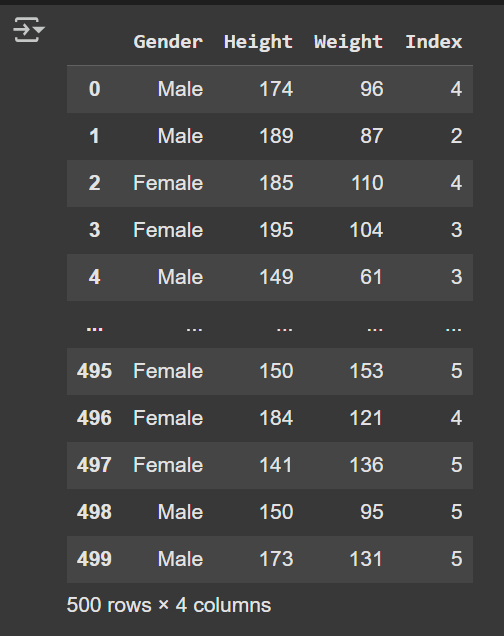 Gender Height Weight Index
0 Male 174 96 4
1 Male 189 87 2
2 Female 185 110 4
3 Female 195 104 3
4 Male 149 61 3
... ... ... ... ...
495 Female 150 153 5
496 Female 184 121 4
497 Female 141 136 5
498 Male 150 95 5
499 Male 173 131 5
500 rows × 4 columns